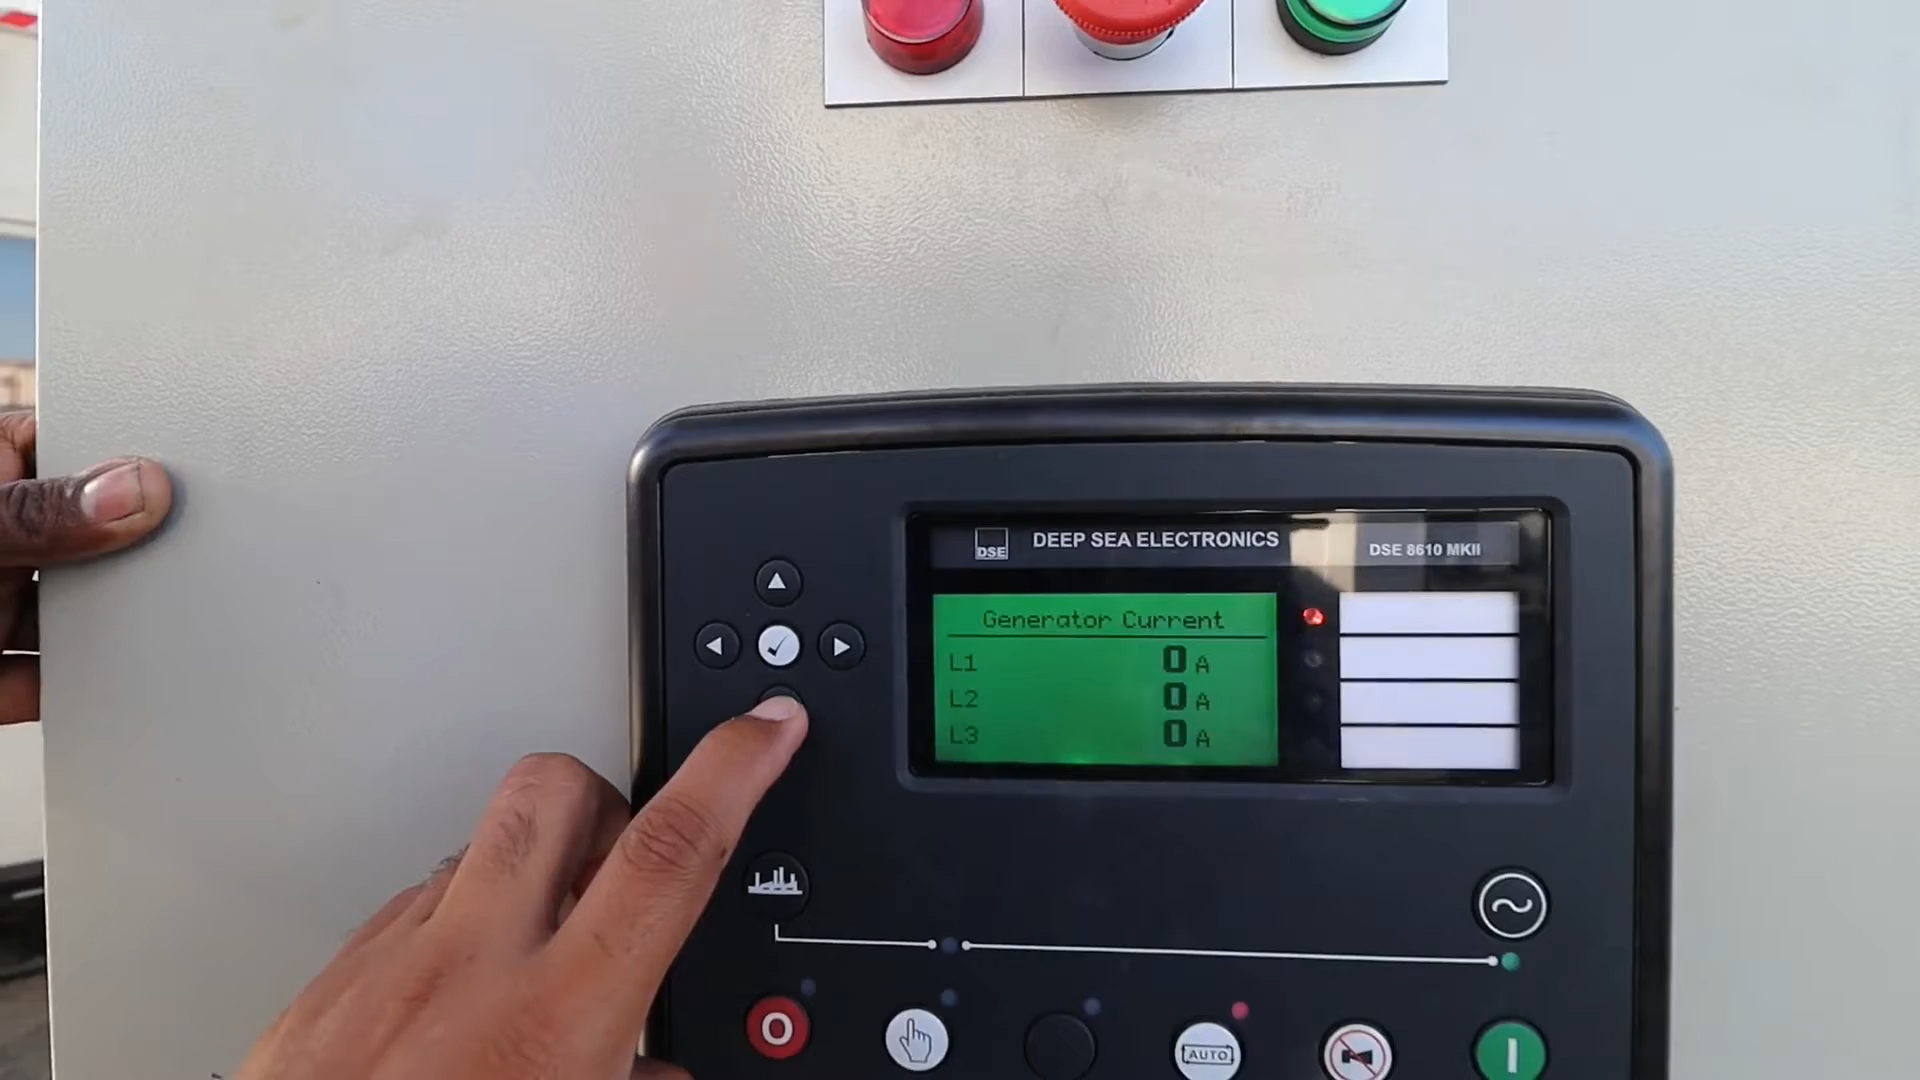 DSE
DEEP SEA ELECTRONICS
DSE 8610 MKII
Generator Current
L1 0 A
L2 0 A
L3 0 A
O
AUTO
I